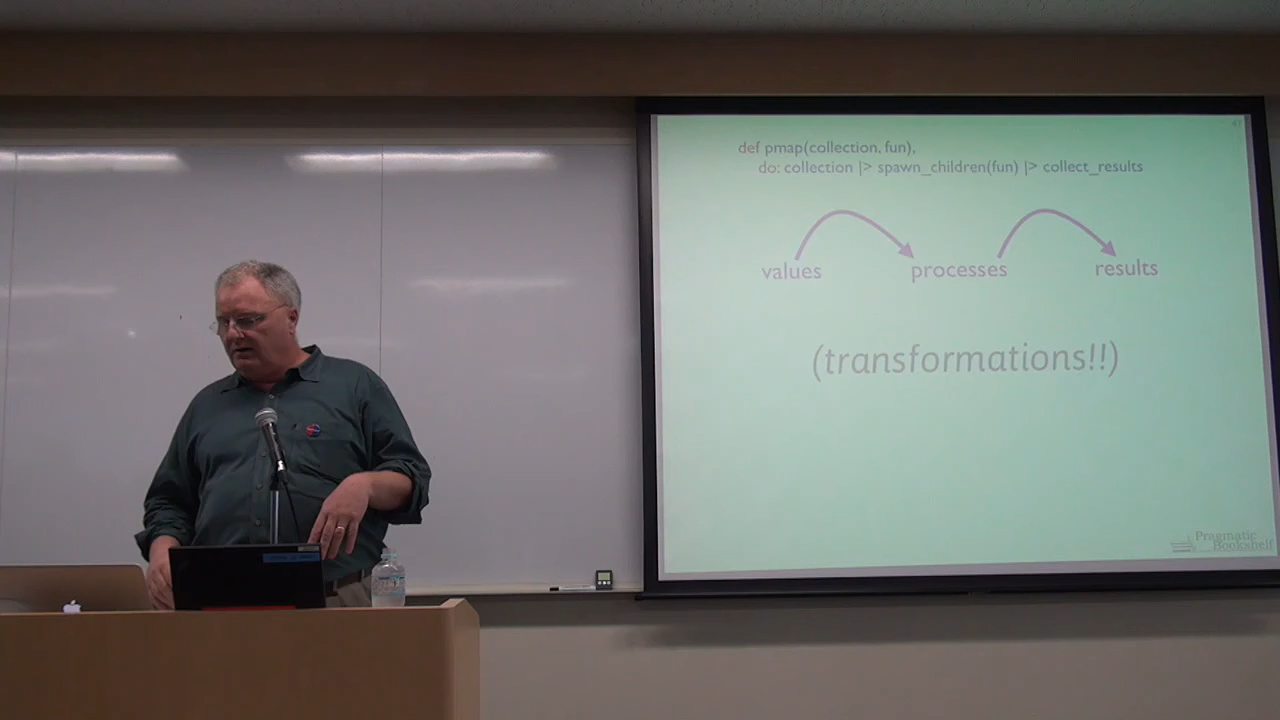 def pmap(collection, fun),
do: collection |> spawn_children(fun) |> collect_results
values
processes
results
(transformations!!)
Pragmatic
Bookshelf